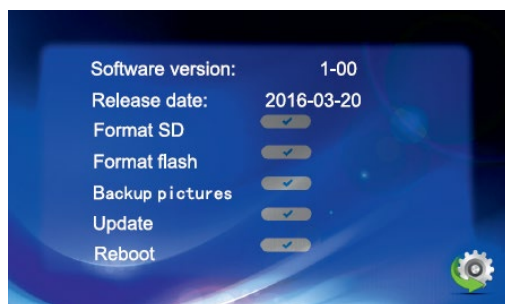 Software version: 1-00
Release date: 2016-03-20
Format SD
Format flash
Backup pictures
Update
Reboot